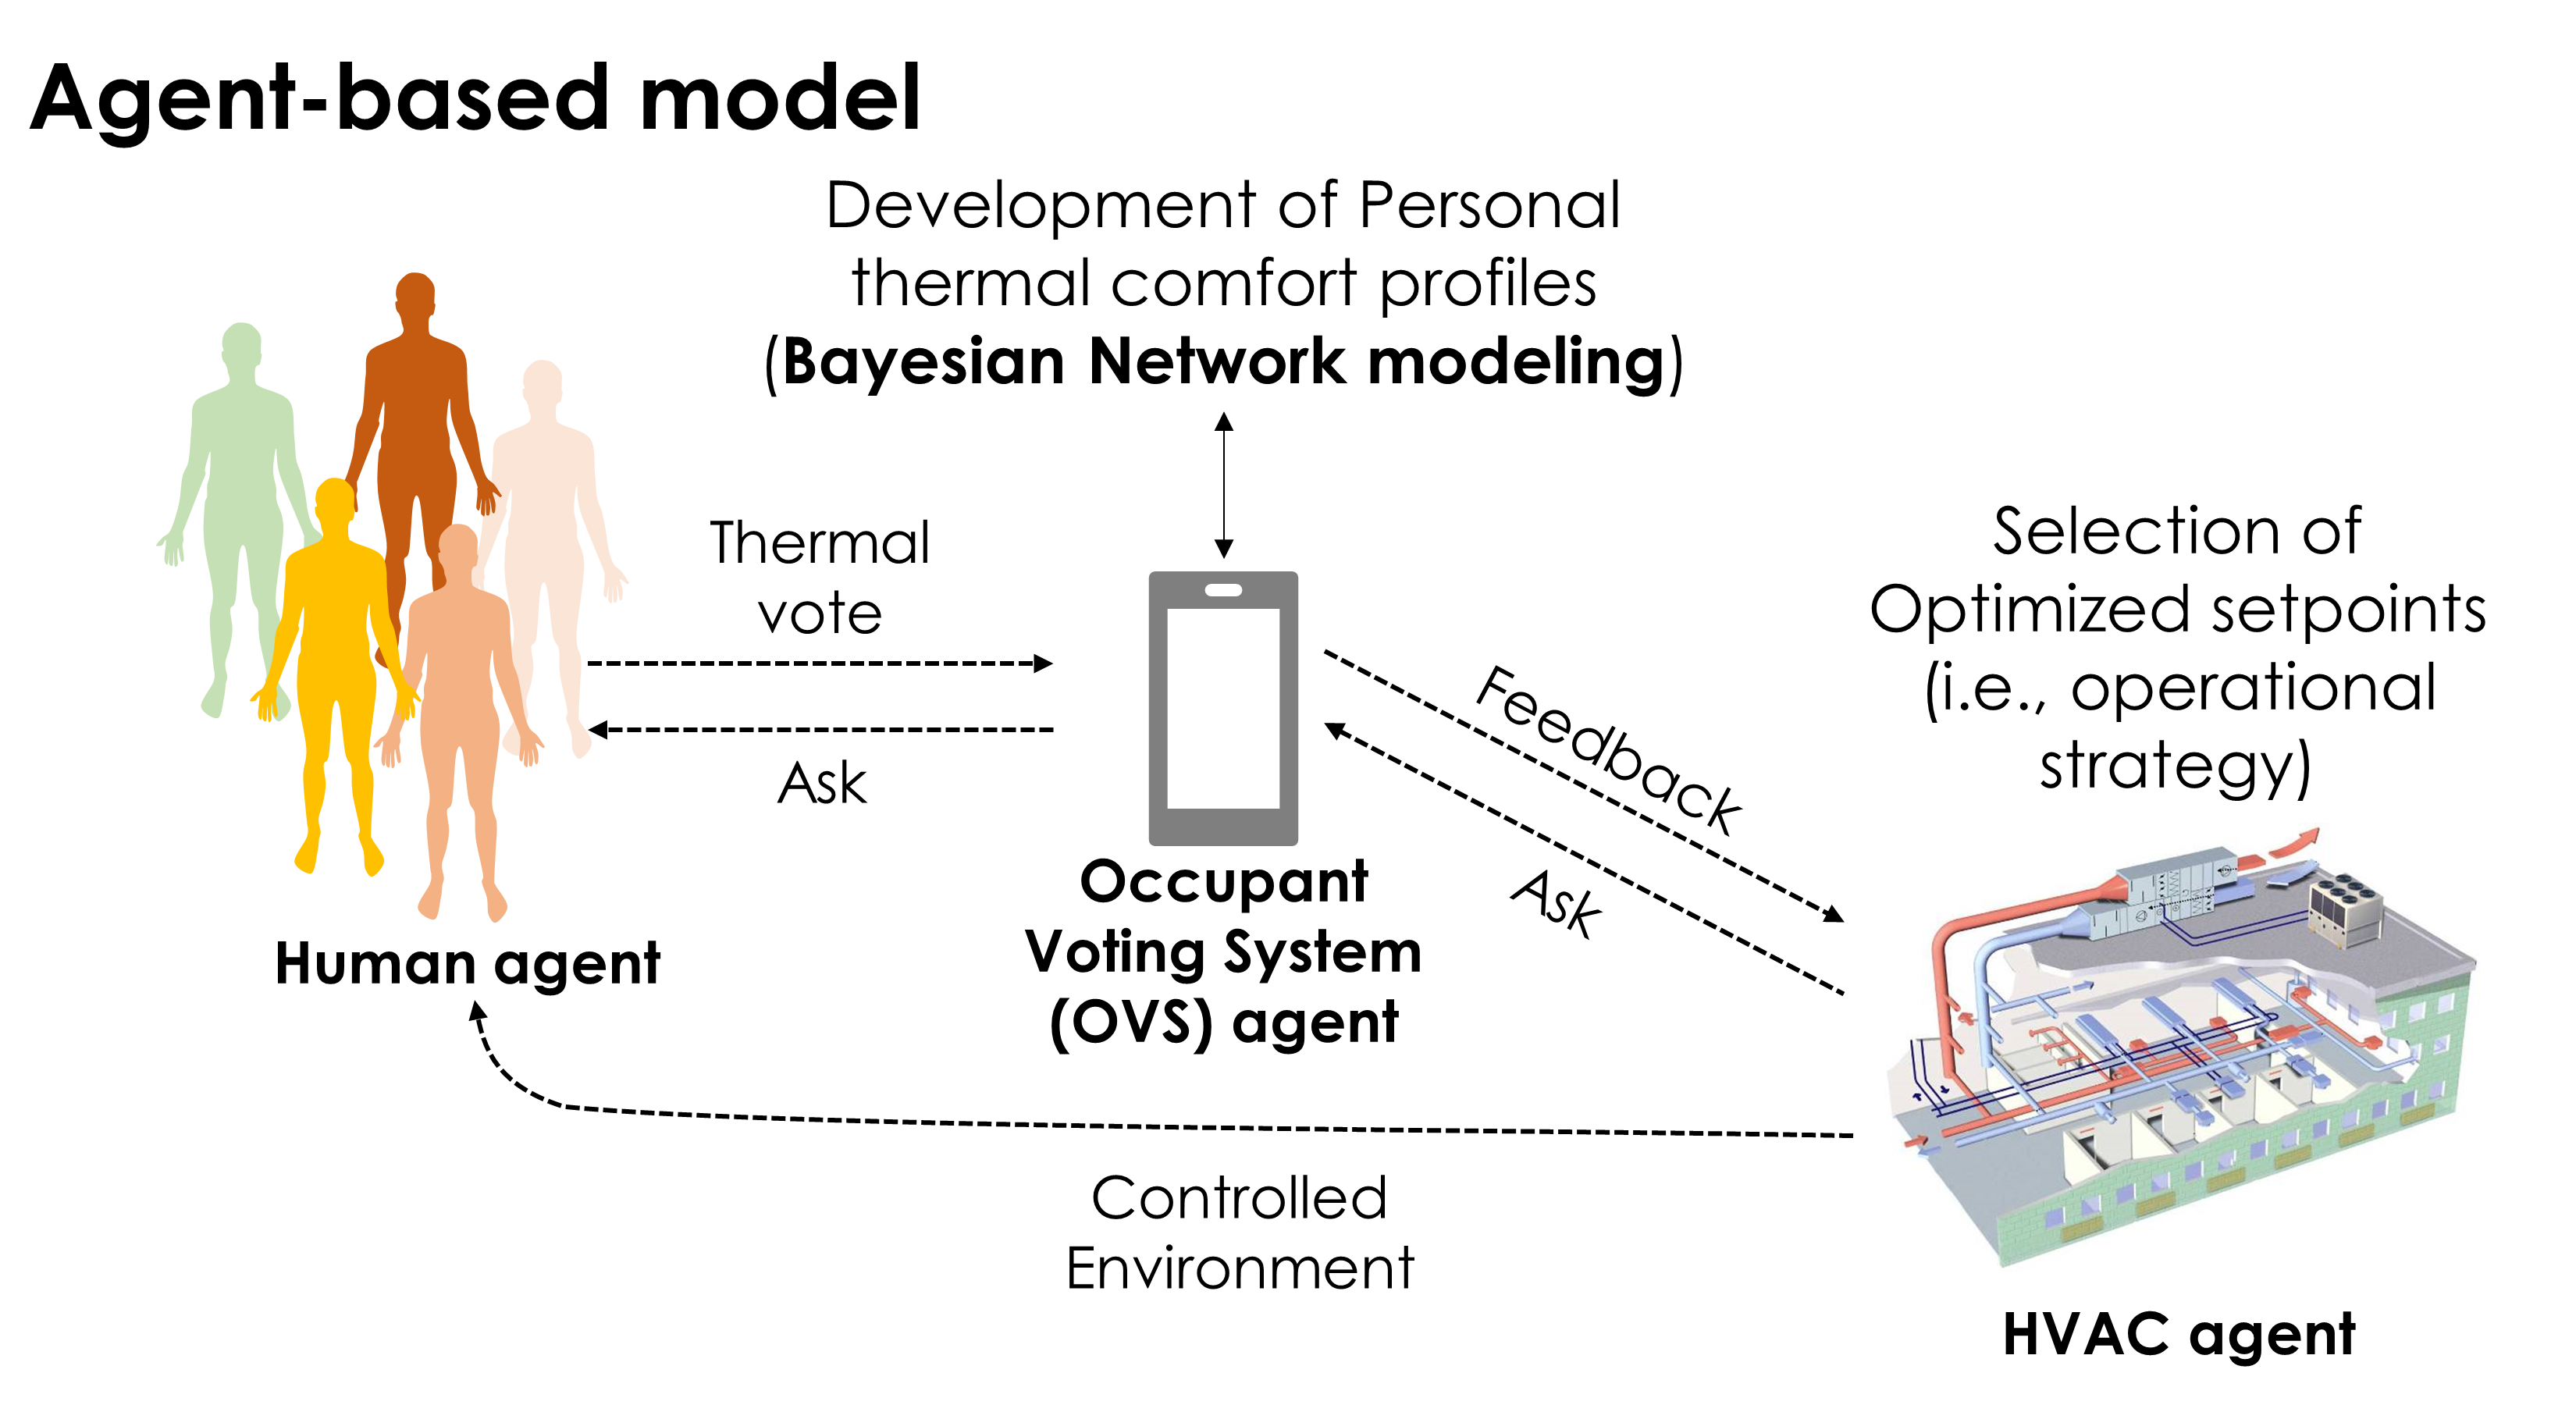 Agent-based model
Development of Personal
thermal comfort profiles
(Bayesian Network modeling)
Thermal
vote
Ask
Human agent
Occupant
Voting System
(OVS) agent
Feedback
Ask
Selection of
Optimized setpoints
(i.e., operational
strategy)
Controlled
Environment
HVAC agent